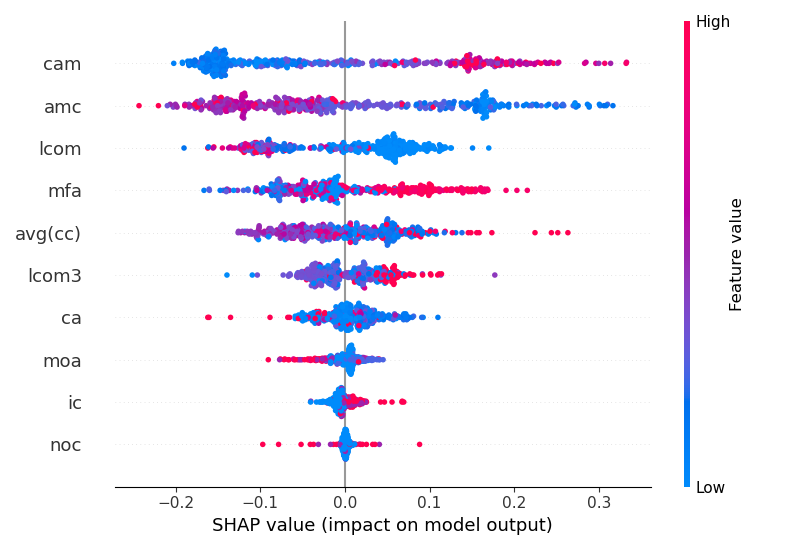 High
cam
amc
lcom
mfa
avg(cc)
lcom3
ca
moa
ic
noc
Feature value
Low
−0.2 −0.1 0.0 0.1 0.2 0.3
SHAP value (impact on model output)